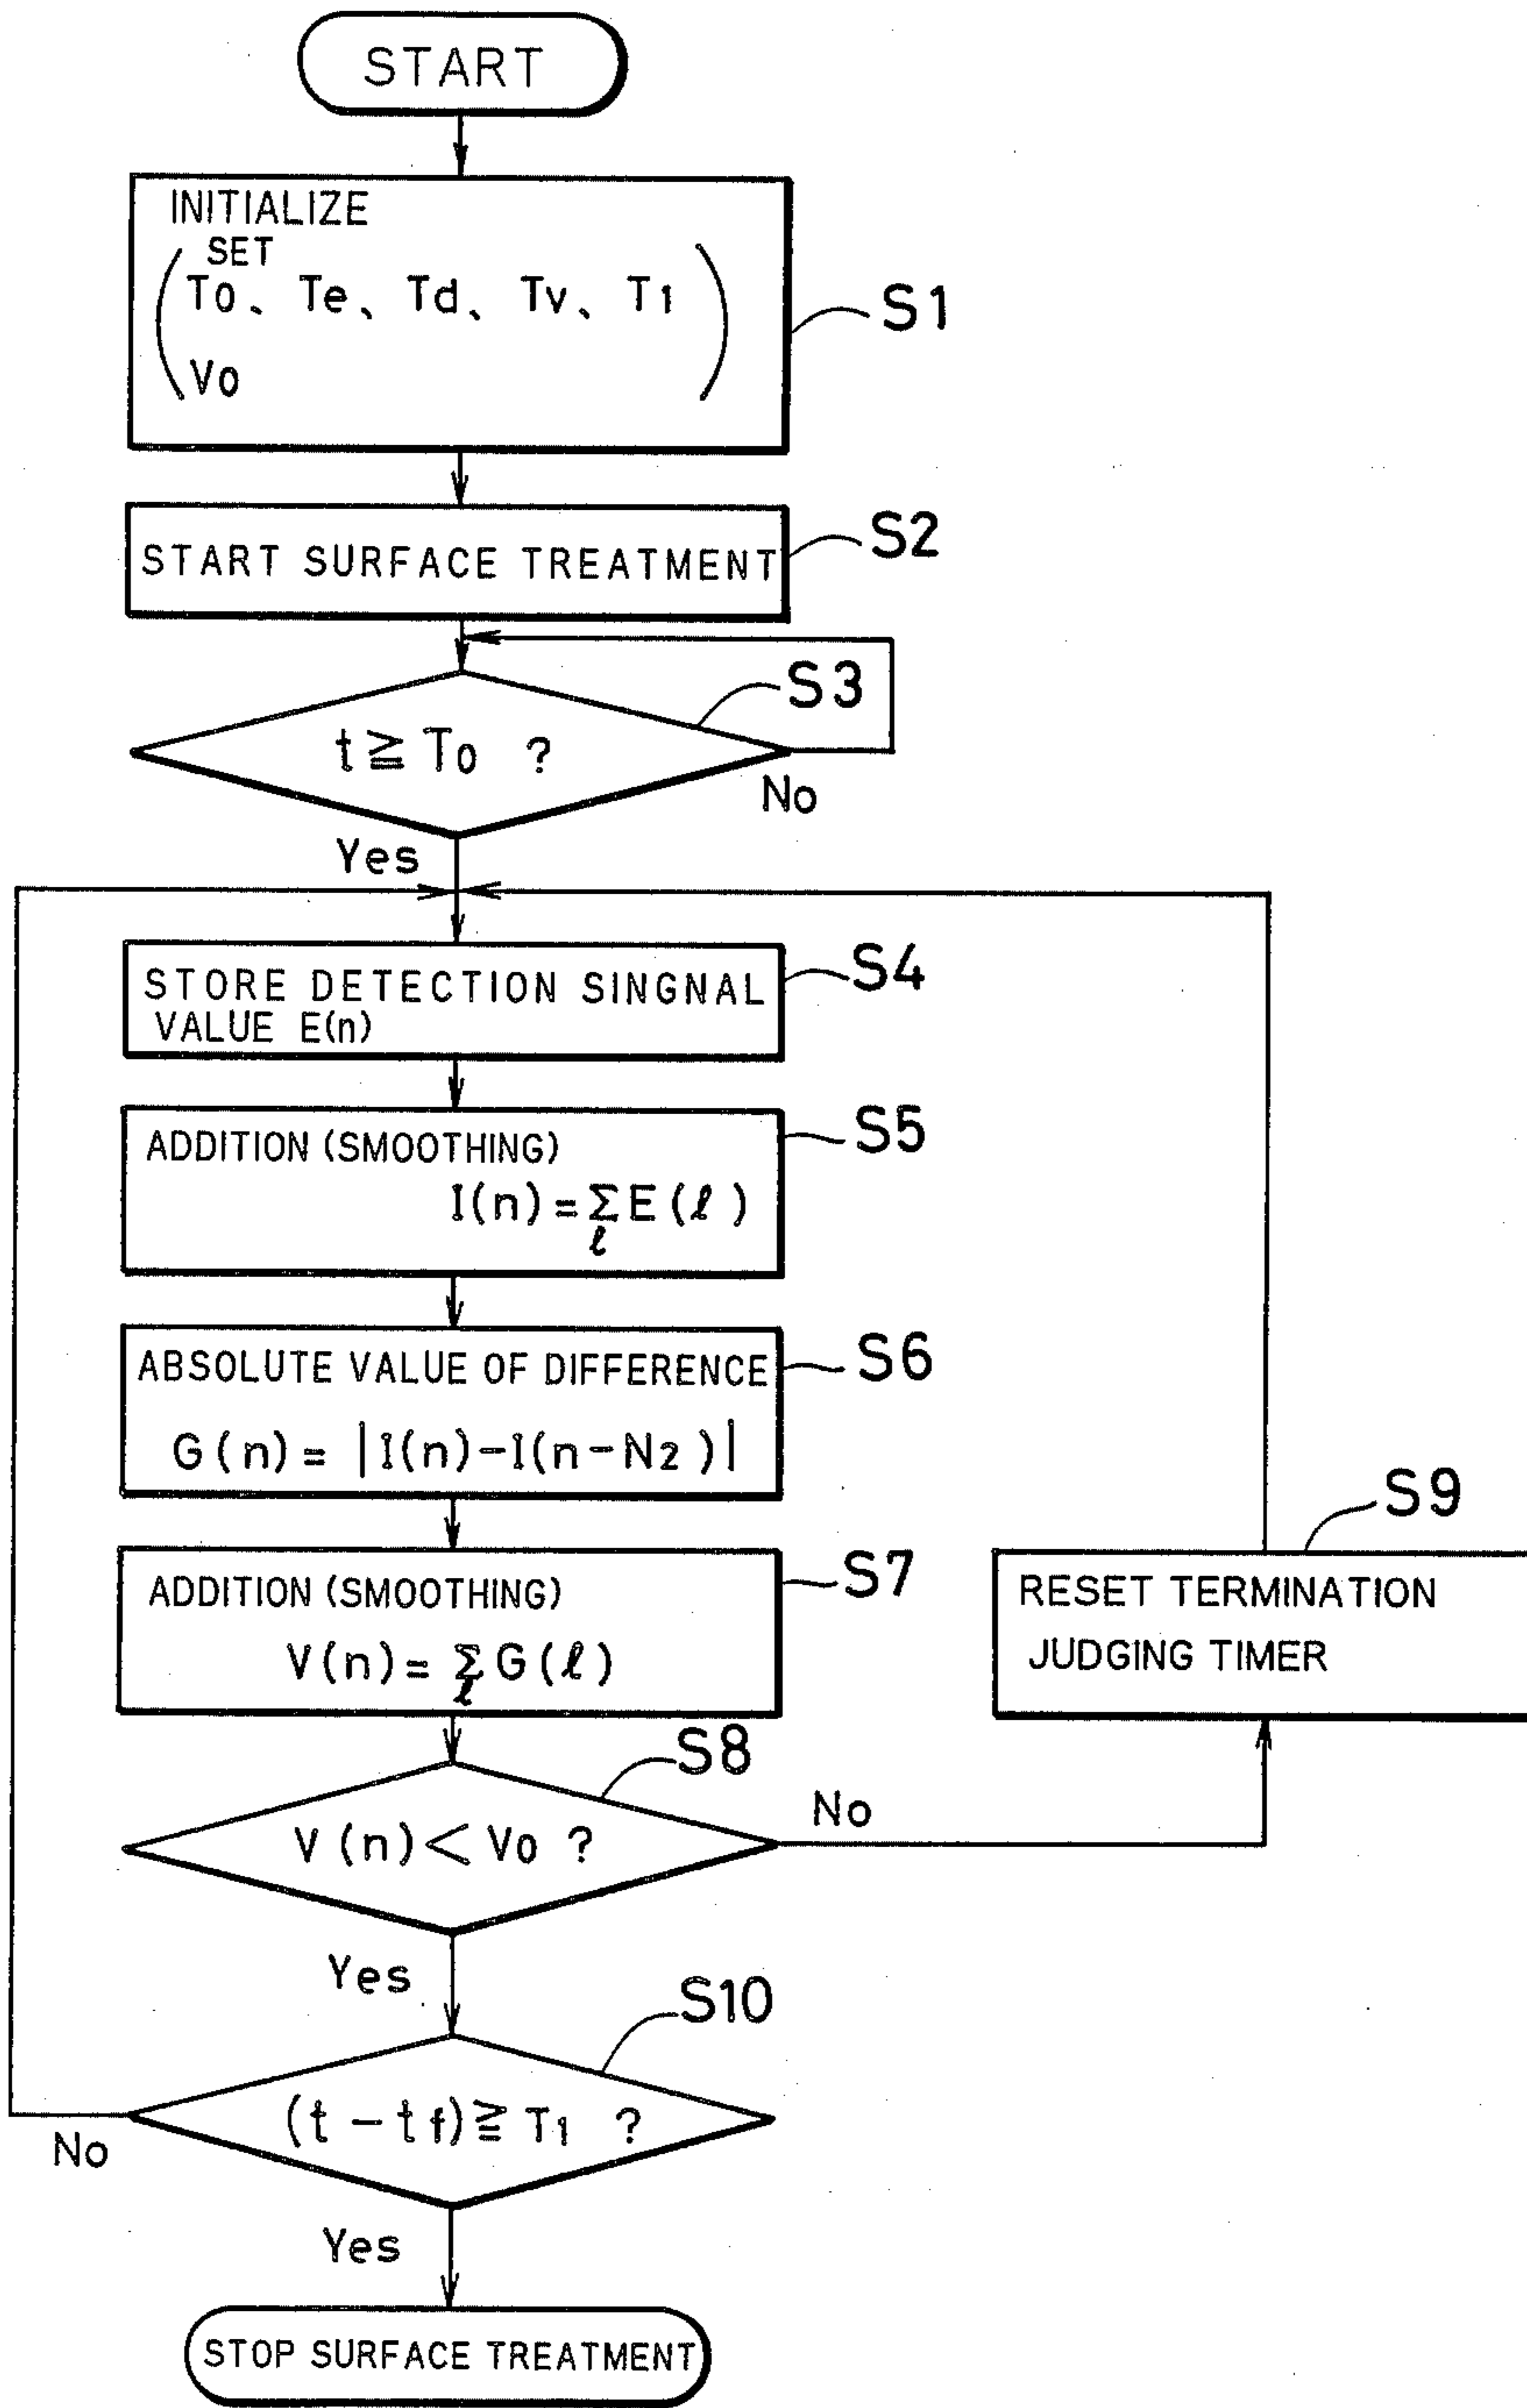 START
INITIALIZE
SET
T0、Te、Td、Tv、T1
V0
S1
START SURFACE TREATMENT
S2
S3
t ≧ T0 ?
No
Yes
STORE DETECTION SINGNAL
VALUE E(n)
S4
ADDITION (SMOOTHING)
I(n) = Σ E(ℓ)
ℓ
S5
ABSOLUTE VALUE OF DIFFERENCE
G(n) = |I(n)-I(n-N2)|
S6
ADDITION (SMOOTHING)
V(n) = Σ G(ℓ)
ℓ
S7
S9
RESET TERMINATION
JUDGING TIMER
S8
V(n) < V0 ?
No
Yes
S10
(t - tf) ≧ T1 ?
No
Yes
STOP SURFACE TREATMENT